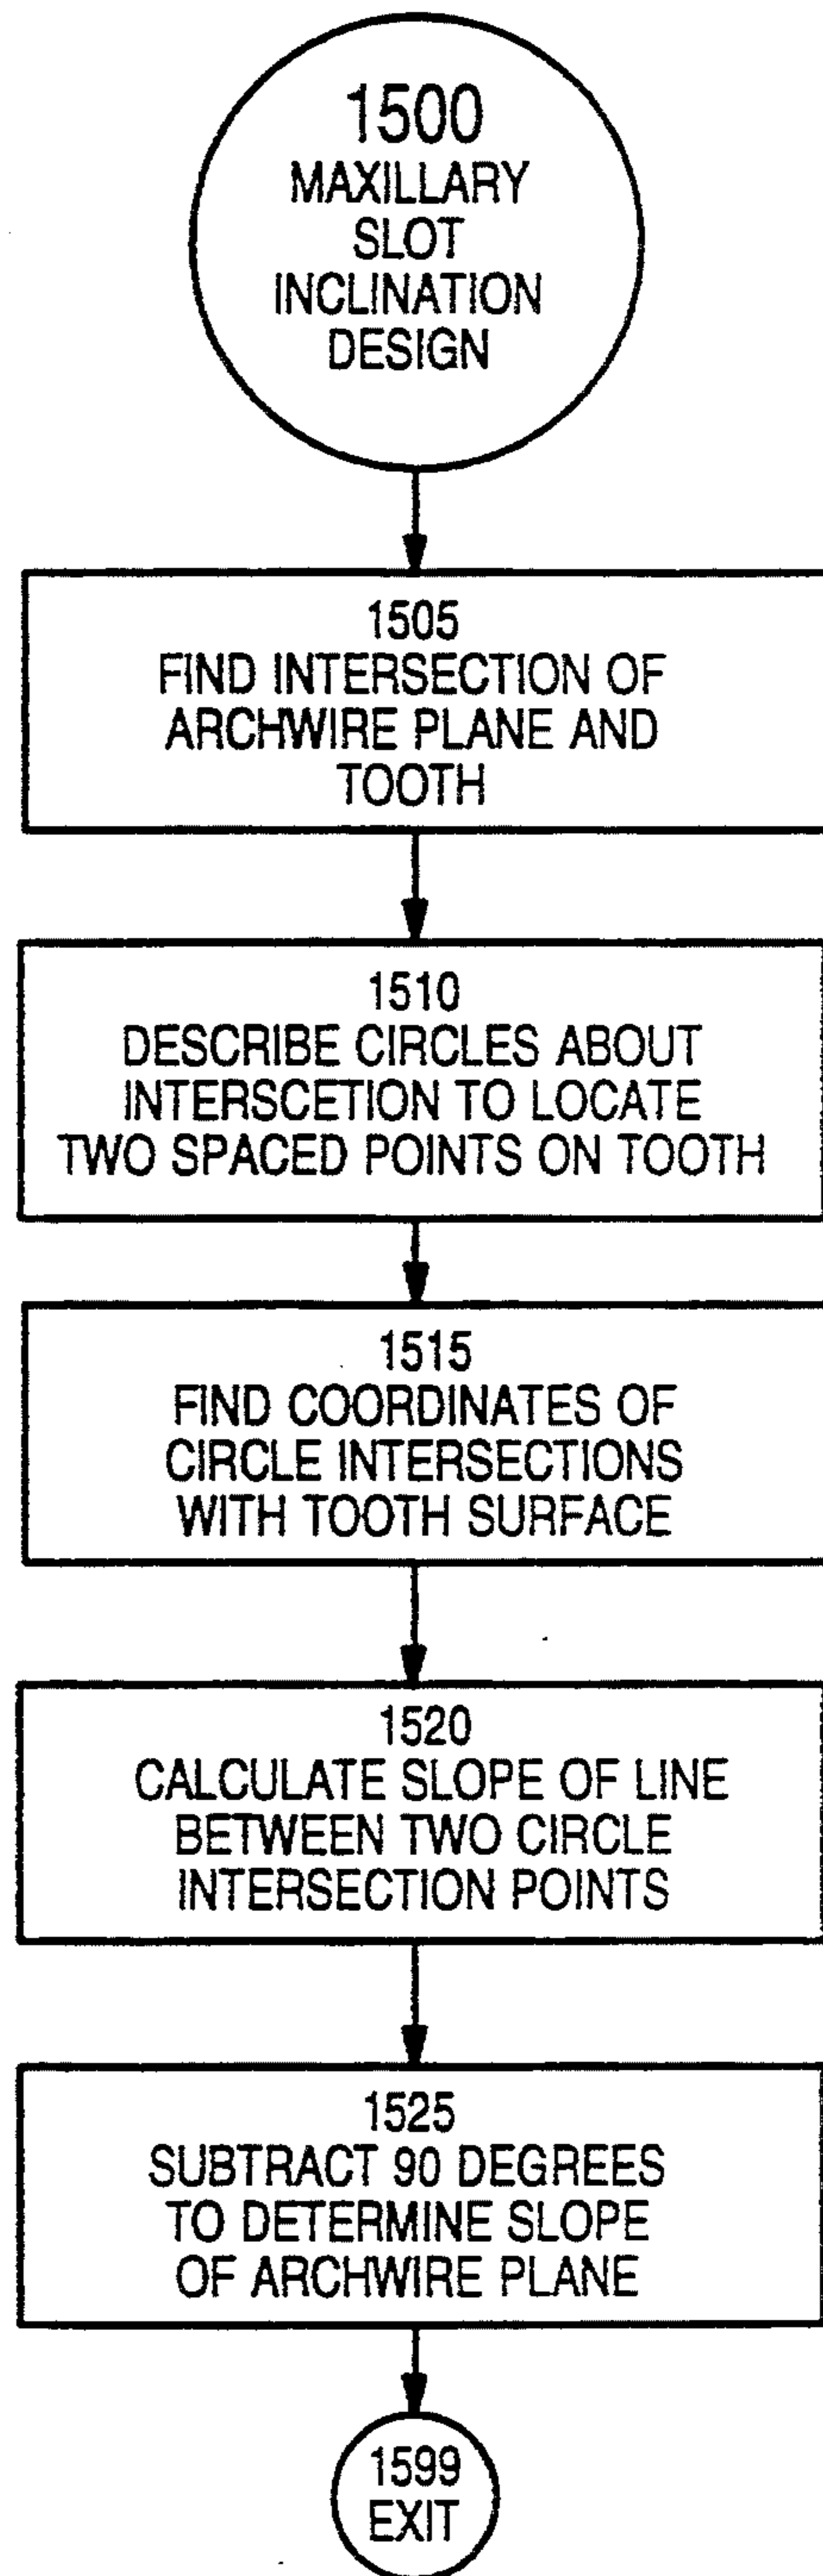 1500
MAXILLARY
SLOT
INCLINATION
DESIGN
1505
FIND INTERSECTION OF
ARCHWIRE PLANE AND
TOOTH
1510
DESCRIBE CIRCLES ABOUT
INTERSCETION TO LOCATE
TWO SPACED POINTS ON TOOTH
1515
FIND COORDINATES OF
CIRCLE INTERSECTIONS
WITH TOOTH SURFACE
1520
CALCULATE SLOPE OF LINE
BETWEEN TWO CIRCLE
INTERSECTION POINTS
1525
SUBTRACT 90 DEGREES
TO DETERMINE SLOPE
OF ARCHWIRE PLANE
1599
EXIT